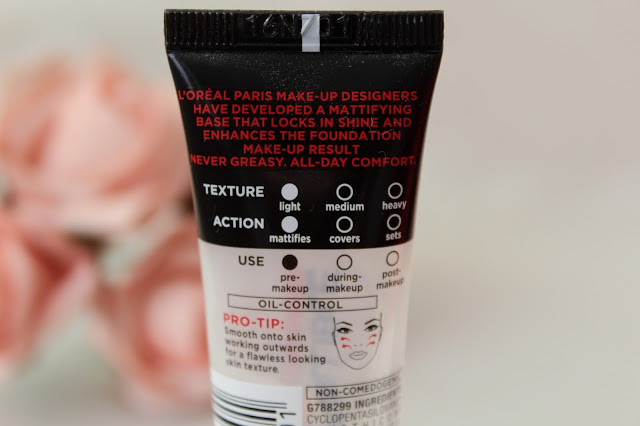 16N701
L'ORÉAL PARIS MAKE-UP DESIGNERS
HAVE DEVELOPED A MATTIFYING
BASE THAT LOCKS IN SHINE AND
ENHANCES THE FOUNDATION
MAKE-UP RESULT
NEVER GREASY. ALL-DAY COMFORT.
TEXTURE
light medium heavy
ACTION
mattifies covers sets
USE
pre-makeup during-makeup post-makeup
OIL-CONTROL
PRO-TIP:
Smooth onto skin
working outwards
for a flawless looking
skin texture.
NON-COMEDOGENIC
G788299 INGREDIENTS